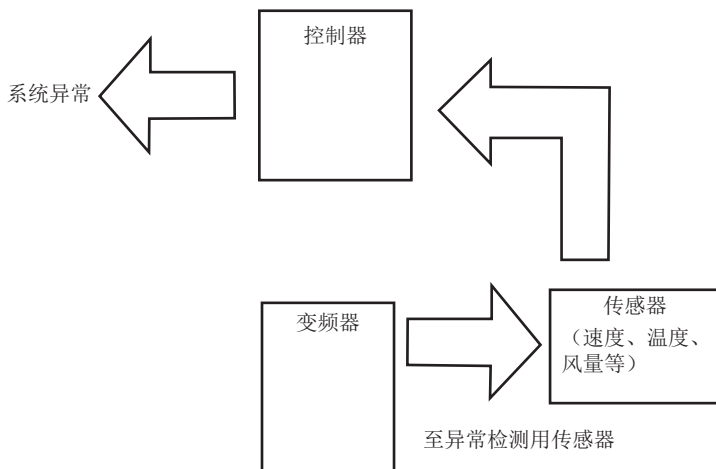 控制器
系统异常
变频器
传感器
（速度、温度、
风量等）
至异常检测用传感器